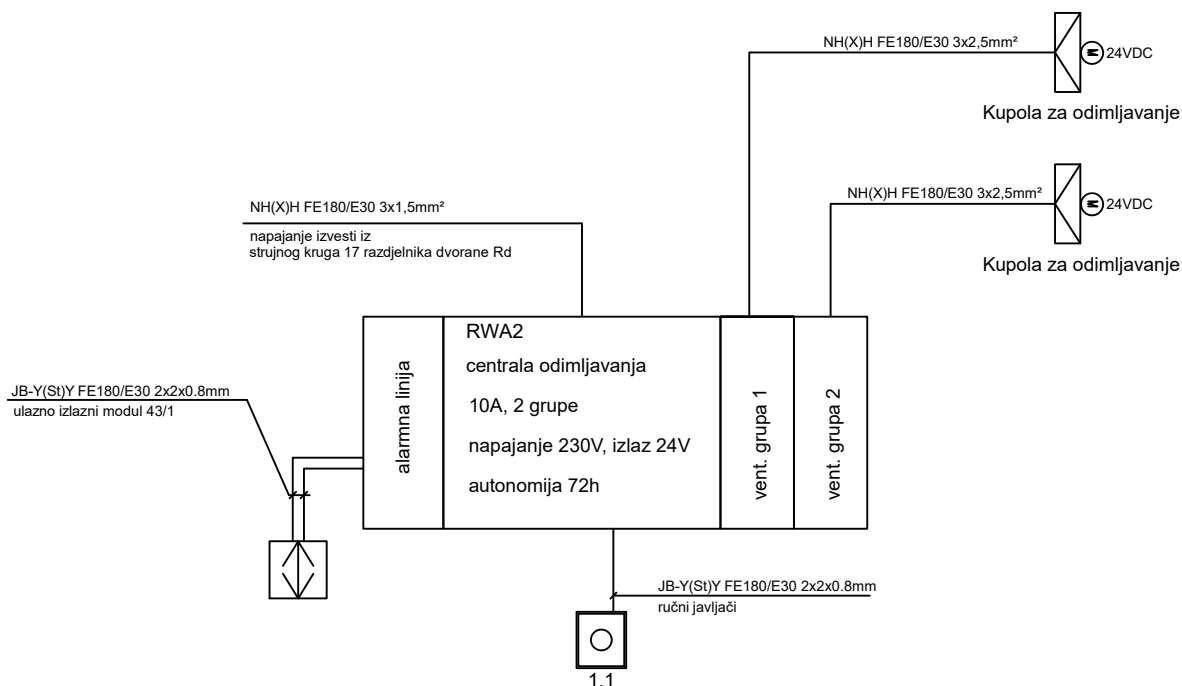 NH(X)H FE180/E30 3x2,5mm²
M
24VDC
Kupola za odimljavanje
NH(X)H FE180/E30 3x2,5mm²
M
24VDC
Kupola za odimljavanje
NH(X)H FE180/E30 3x1,5mm²
napajanje izvesti iz
strujnog kruga 17 razdjelnika dvorane Rd
JB-Y(St)Y FE180/E30 2x2x0.8mm
ulazno izlazni modul 43/1
alarmna linija
RWA2
centrala odimljavanja
10A, 2 grupe
napajanje 230V, izlaz 24V
autonomija 72h
vent. grupa 1
vent. grupa 2
JB-Y(St)Y FE180/E30 2x2x0.8mm
ručni javljači
1.1